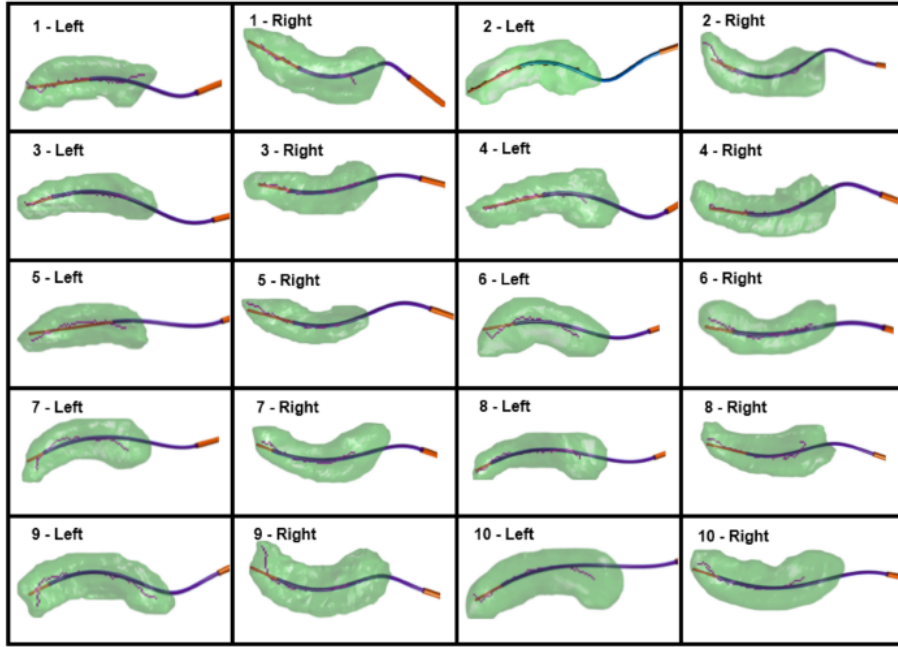 1 - Left
1 - Right
2 - Left
2 - Right
3 - Left
3 - Right
4 - Left
4 - Right
5 - Left
5 - Right
6 - Left
6 - Right
7 - Left
7 - Right
8 - Left
8 - Right
9 - Left
9 - Right
10 - Left
10 - Right